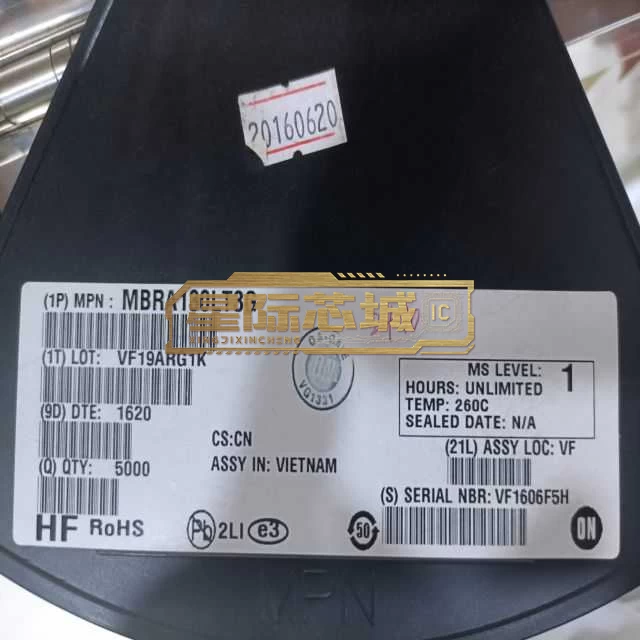 20160620
(1P) MPN :
星际芯城 IC
(1T) LOT: VF19ARG1K
MS LEVEL: 1
HOURS: UNLIMITED
TEMP: 260C
SEALED DATE: N/A
(9D) DTE: 1620
CS:CN
(Q) QTY: 5000
ASSY IN: VIETNAM
(21L) ASSY LOC: VF
(S) SERIAL NBR: VF1606F5H
HF RoHS
Pb 2LI e3
50
ON